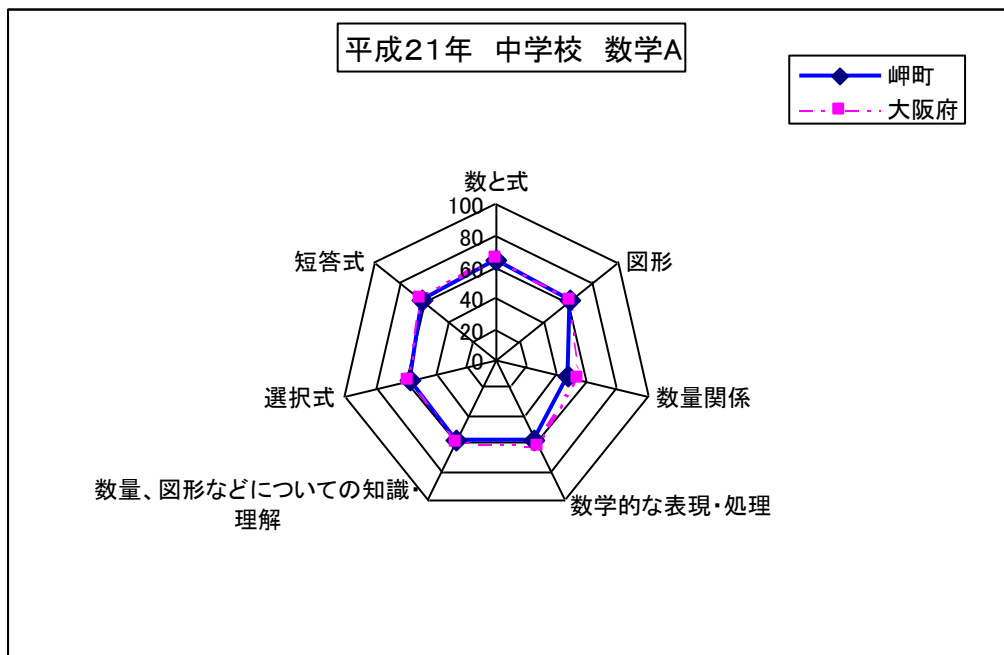 平成21年 中学校 数学A
岬町
大阪府
数と式
100
80
60
40
20
0
図形
数量関係
数学的な表現・処理
数量、図形などについての知識・
理解
選択式
短答式